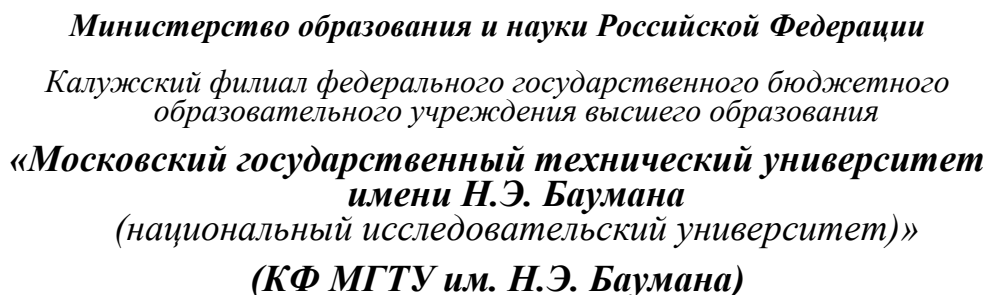 Министерство образования и науки Российской Федерации
Калужский филиал федерального государственного бюджетного
образовательного учреждения высшего образования
«Московский государственный технический университет
имени Н.Э. Баумана
(национальный исследовательский университет)»
(КФ МГТУ им. Н.Э. Баумана)